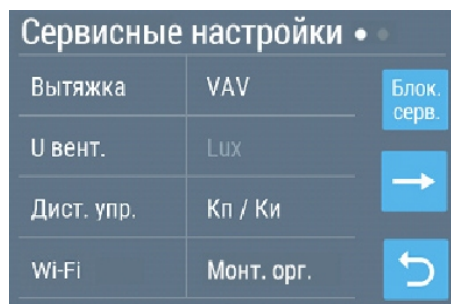 Сервисные настройки
Вытяжка VAV
Блок. серв.
U вент. Lux
Дист. упр. Кп / Ки
Wi-Fi Монт. орг.